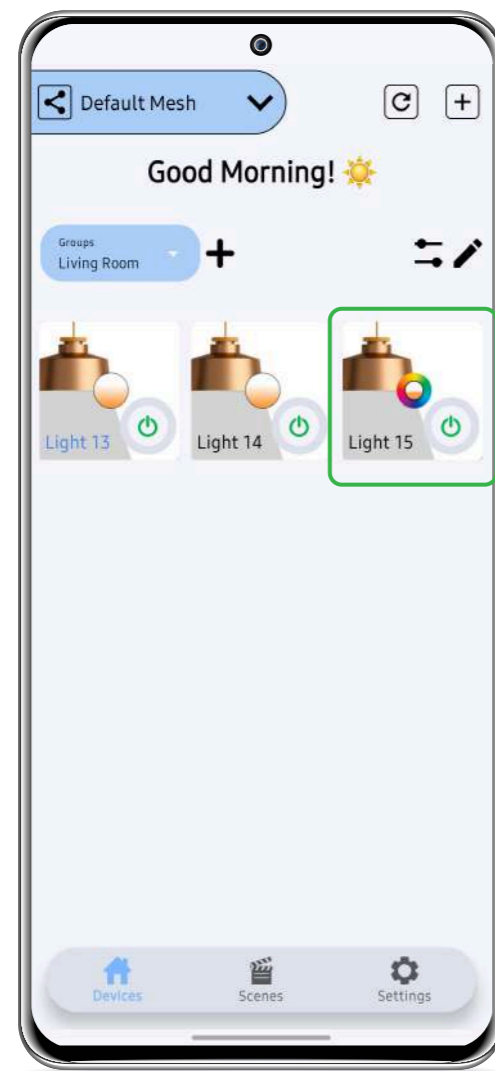 Default Mesh
Good Morning! ☀️
Groups
Living Room
Light 13
Light 14
Light 15
Devices
Scenes
Settings